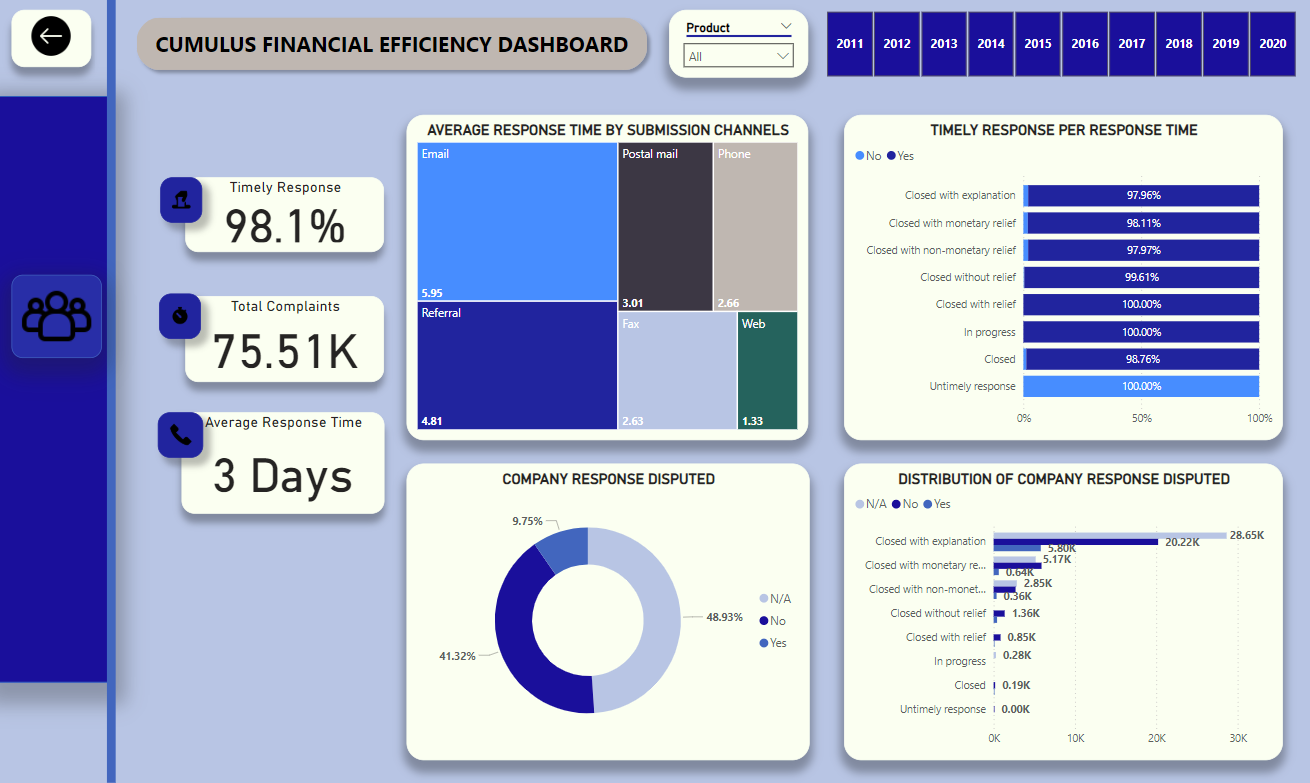 CUMULUS FINANCIAL EFFICIENCY DASHBOARD
Product
All
2011 2012 2013 2014 2015 2016 2017 2018 2019 2020
Timely Response
98.1%
Total Complaints
75.51K
Average Response Time
3 Days
AVERAGE RESPONSE TIME BY SUBMISSION CHANNELS
Email
5.95
Postal mail
3.01
Phone
2.66
Referral
4.81
Fax
2.63
Web
1.33
TIMELY RESPONSE PER RESPONSE TIME
No Yes
Closed with explanation 97.96%
Closed with monetary relief 98.11%
Closed with non-monetary relief 97.97%
Closed without relief 99.61%
Closed with relief 100.00%
In progress 100.00%
Closed 98.76%
Untimely response 100.00%
0% 50% 100%
COMPANY RESPONSE DISPUTED
9.75%
48.93%
41.32%
N/A
No
Yes
DISTRIBUTION OF COMPANY RESPONSE DISPUTED
N/A No Yes
Closed with explanation 28.65K 20.22K 5.80K
Closed with monetary re... 5.17K 0.64K
Closed with non-monet... 2.85K 0.36K
Closed without relief 1.36K
Closed with relief 0.85K
In progress 0.28K
Closed 0.19K
Untimely response 0.00K
0K 10K 20K 30K